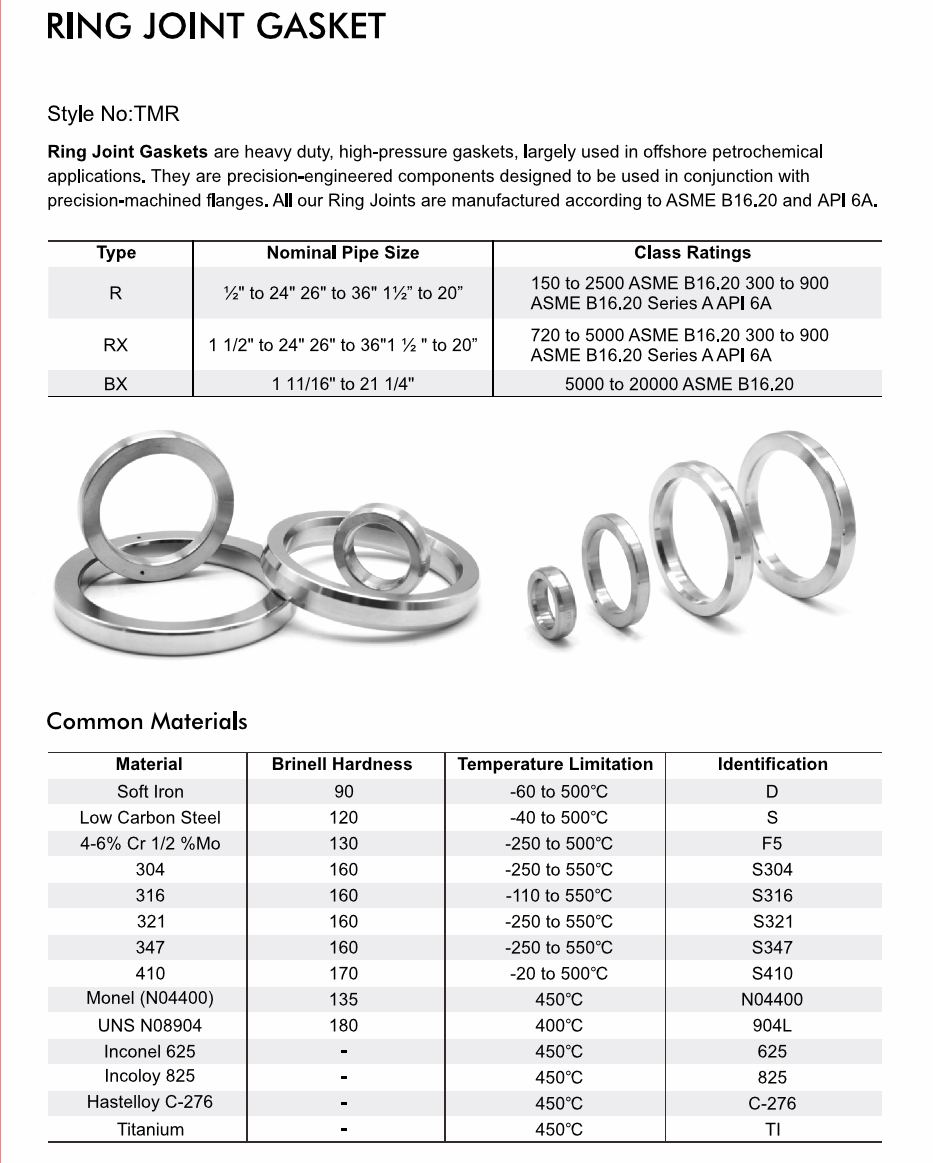 RING JOINT GASKET
Style No:TMR
Ring Joint Gaskets are heavy duty, high-pressure gaskets, largely used in offshore petrochemical
applications. They are precision-engineered components designed to be used in conjunction with
precision-machined flanges. All our Ring Joints are manufactured according to ASME B16.20 and API 6A.
Type Nominal Pipe Size Class Ratings
R ½" to 24" 26" to 36" 1½” to 20” 150 to 2500 ASME B16.20 300 to 900
ASME B16.20 Series A API 6A
RX 1 1/2" to 24" 26" to 36"1 ½ " to 20” 720 to 5000 ASME B16.20 300 to 900
ASME B16.20 Series A API 6A
BX 1 11/16" to 21 1/4" 5000 to 20000 ASME B16.20
Common Materials
Material Brinell Hardness Temperature Limitation Identification
Soft Iron 90 -60 to 500℃ D
Low Carbon Steel 120 -40 to 500℃ S
4-6% Cr 1/2 %Mo 130 -250 to 500℃ F5
304 160 -250 to 550℃ S304
316 160 -110 to 550℃ S316
321 160 -250 to 550℃ S321
347 160 -250 to 550℃ S347
410 170 -20 to 500℃ S410
Monel (N04400) 135 450℃ N04400
UNS N08904 180 400℃ 904L
Inconel 625 - 450℃ 625
Incoloy 825 - 450℃ 825
Hastelloy C-276 - 450℃ C-276
Titanium - 450℃ TI